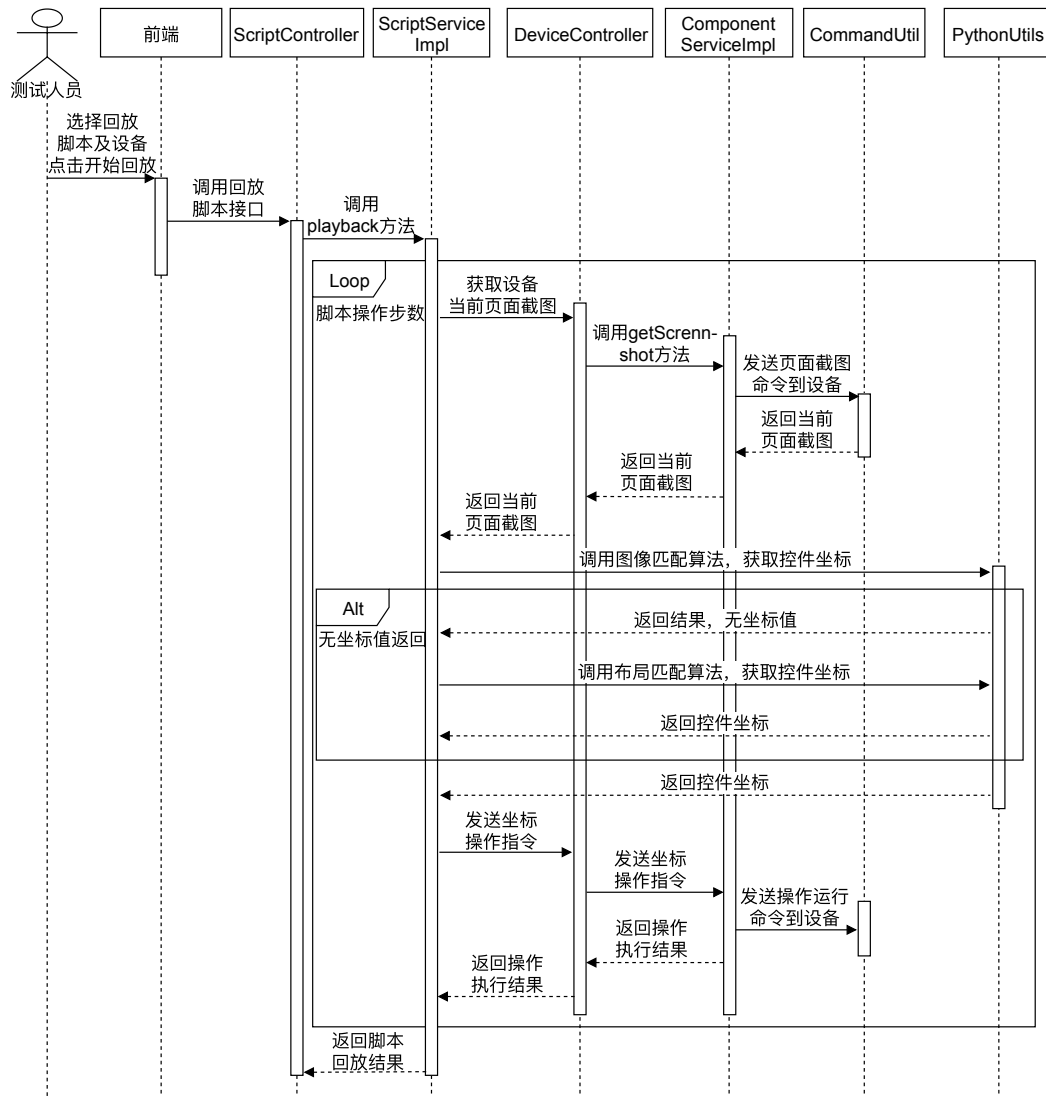 测试人员
前端
ScriptController
ScriptService
Impl
DeviceController
Component
ServiceImpl
CommandUtil
PythonUtils
选择回放
脚本及设备
点击开始回放
调用回放
脚本接口
调用
playback方法
Loop
脚本操作步数
获取设备
当前页面截图
调用getScrenn-
shot方法
发送页面截图
命令到设备
返回当前
页面截图
返回当前
页面截图
返回当前
页面截图
调用图像匹配算法，获取控件坐标
Alt
无坐标值返回
返回结果，无坐标值
调用布局匹配算法，获取控件坐标
返回控件坐标
返回控件坐标
发送坐标
操作指令
发送坐标
操作指令
发送操作运行
命令到设备
返回操作
执行结果
返回操作
执行结果
返回脚本
回放结果